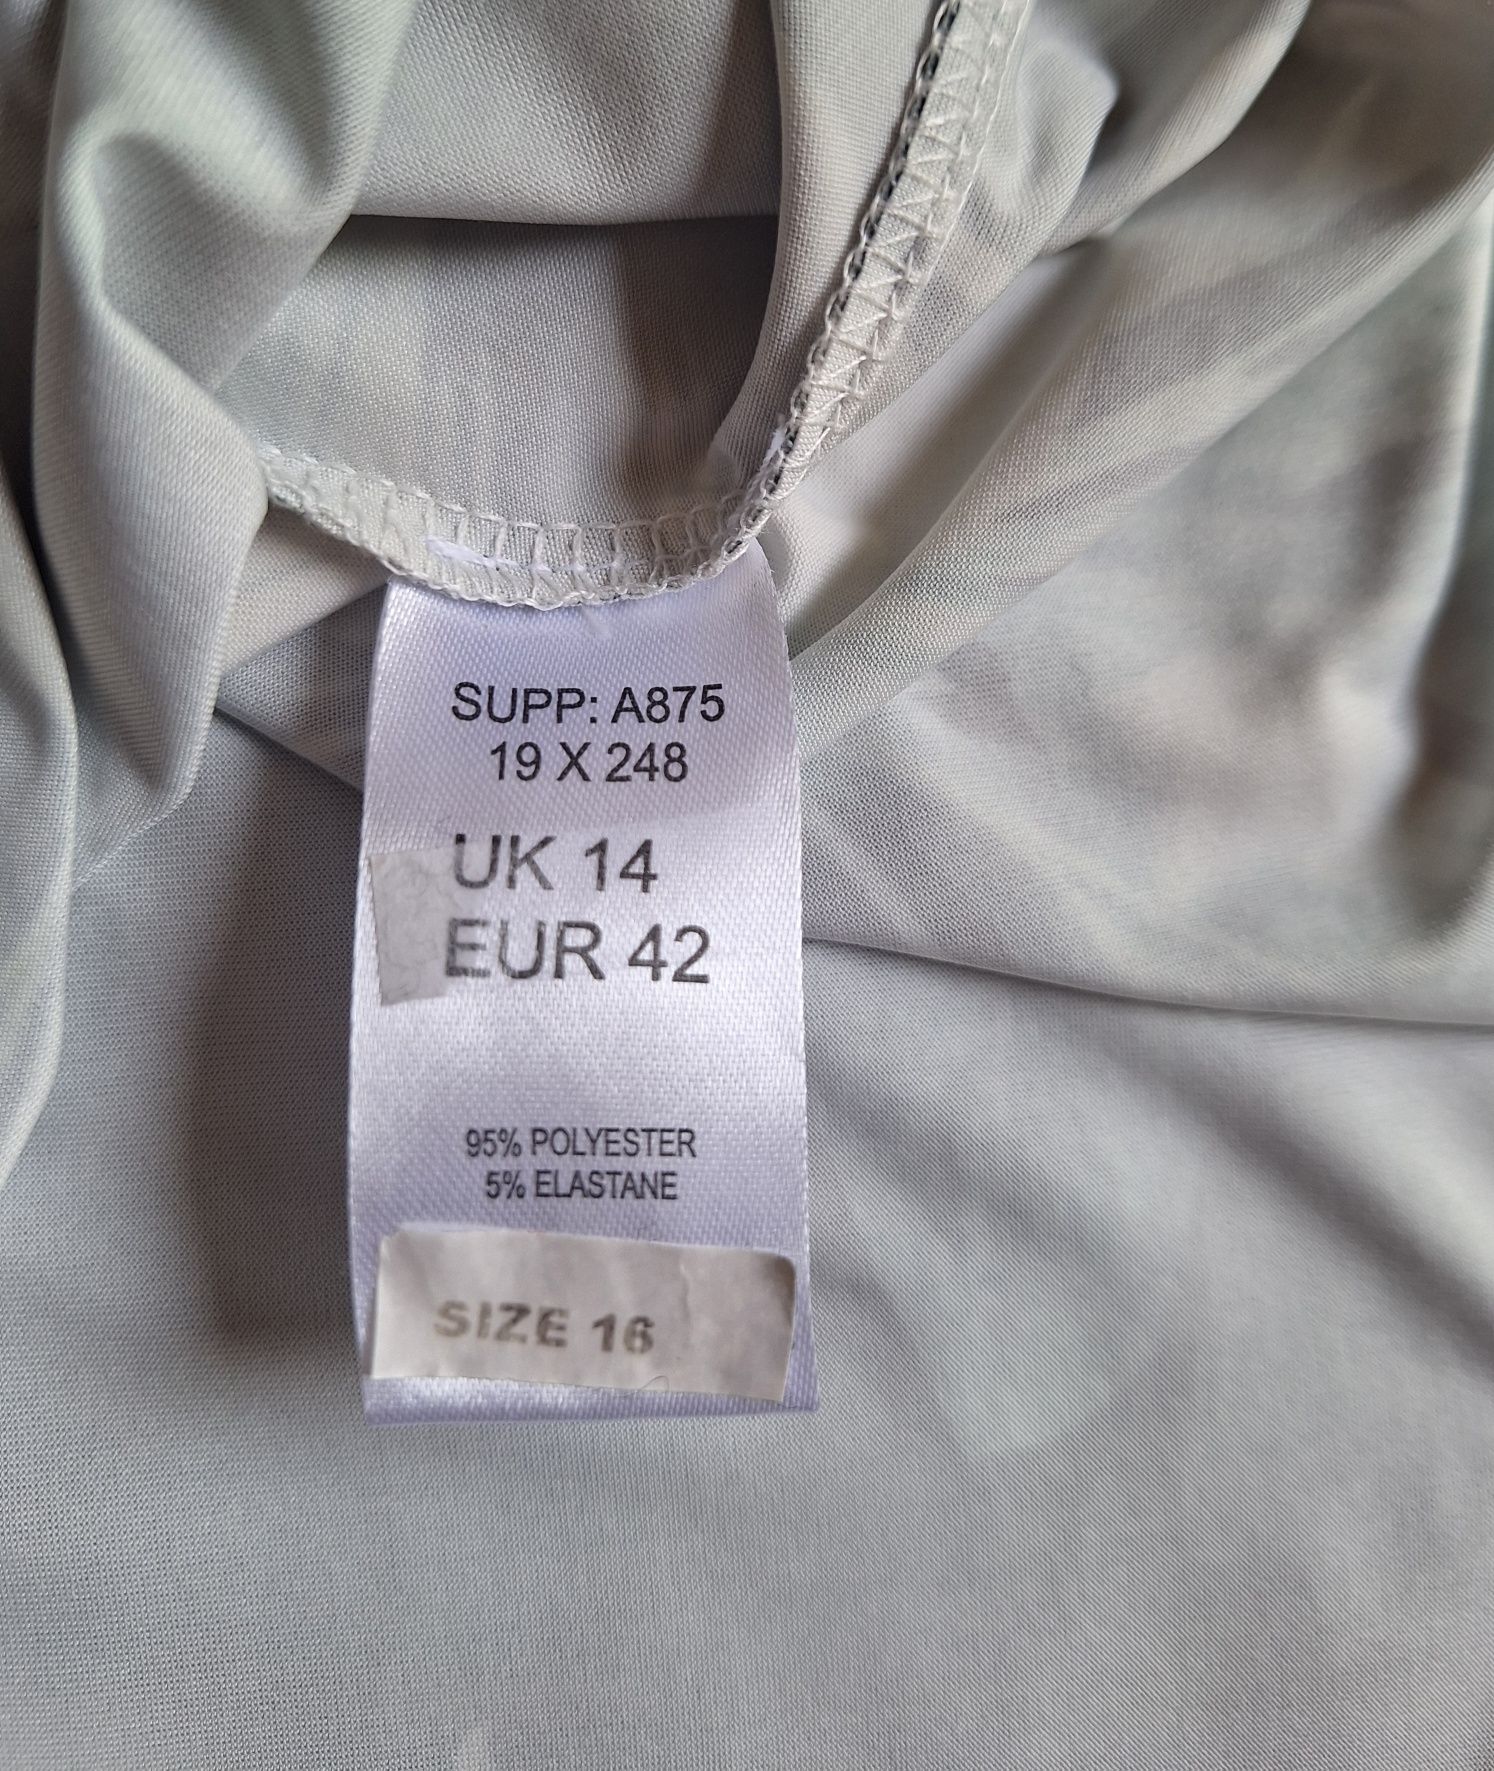 SUPP: A875
19 X 248
UK 14
EUR 42
95% POLYESTER
5% ELASTANE
SIZE 16